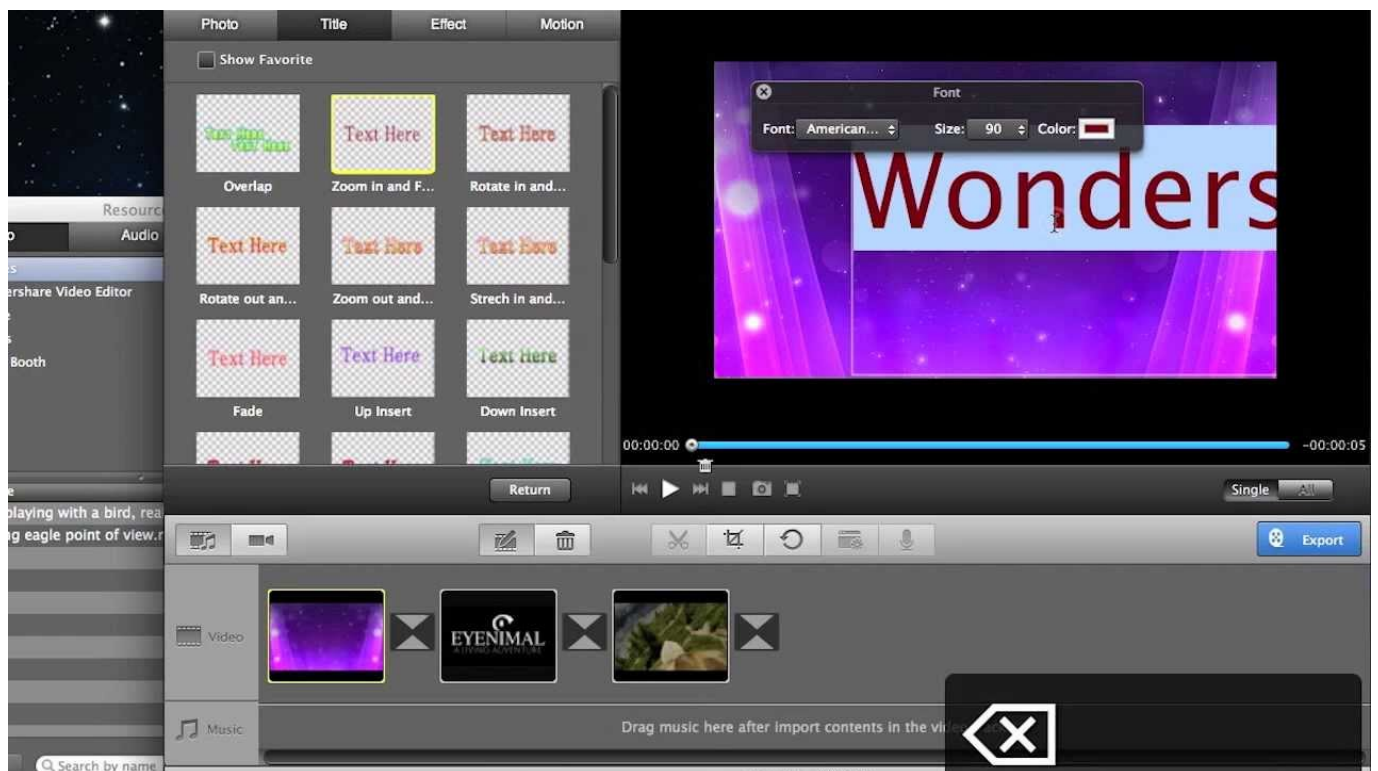 Photo Title Effect Motion
Show Favorite
Text Here Text Here
Overlap Zoom in and F... Rotate in and...
Text Here Text Here Text Here
Rotate out an... Zoom out and... Strech in and...
Text Here Text Here Text Here
Fade Up Insert Down Insert
Return
Resourc
Audio
ershare Video Editor
Booth
playing with a bird, rea
ng eagle point of view.r
Font
Font: American... Size: 90 Color:
Wonders
00:00:00 -00:00:05
Single All
Export
Video
EYENIMAL
A LIVING ADVENTURE
Music
Drag music here after import contents in the vi
Search by name